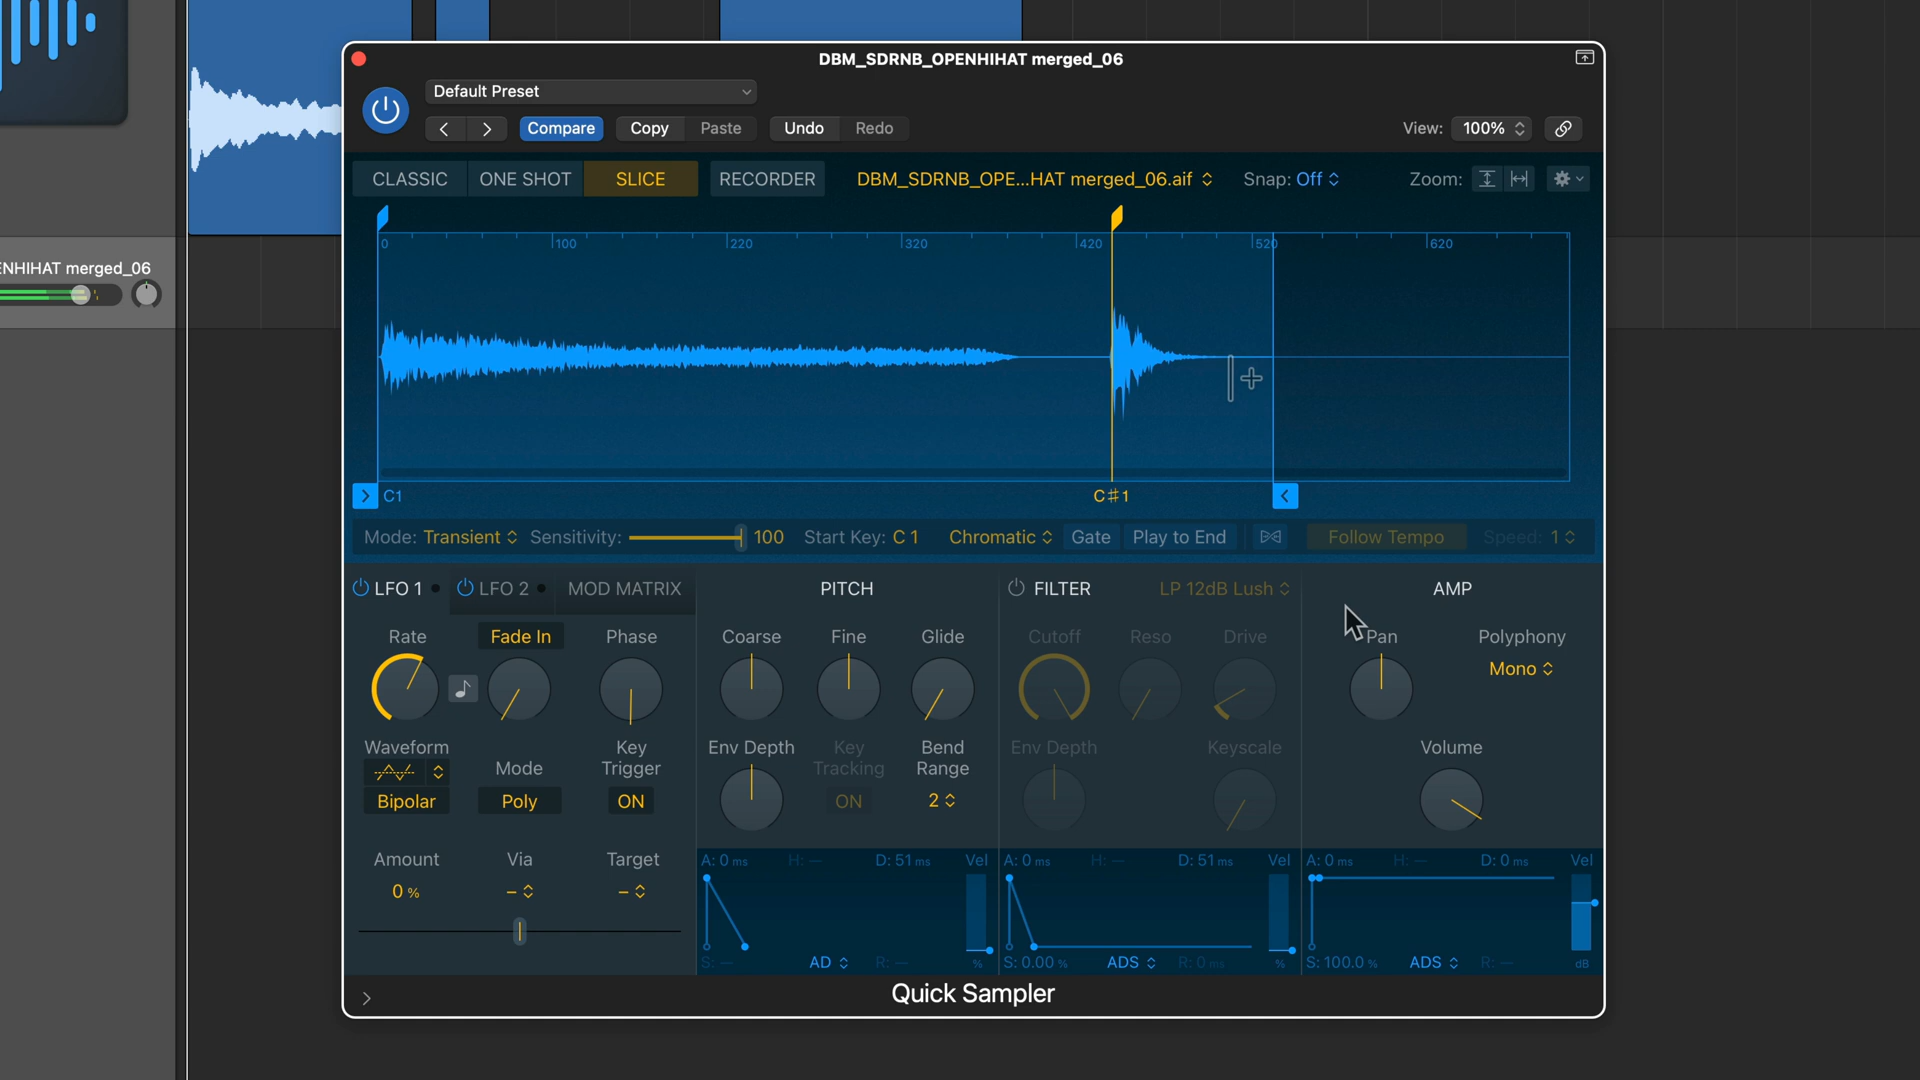 DBM_SDRNB_OPENHIHAT merged_06
Default Preset
Compare Copy Paste Undo Redo View: 100%
CLASSIC ONE SHOT SLICE RECORDER DBM_SDRNB_OPE...HAT merged_06.aif Snap: Off Zoom:
0 100 220 320 420 520 620
ENHIHAT merged_06
C1 C#1
Mode: Transient Sensitivity: 100 Start Key: C 1 Chromatic Gate Play to End Follow Tempo Speed: 1
LFO 1 LFO 2 MOD MATRIX PITCH FILTER LP 12dB Lush AMP
Rate Fade In Phase Coarse Fine Glide Cutoff Reso Drive Pan Polyphony
Mono
Waveform Mode Key Trigger Env Depth Key Tracking Bend Range Env Depth Keyscale Volume
Bipolar Poly ON ON 2
Amount Via Target
0 % – –
A: 0 ms H: — D: 51 ms Vel A: 0 ms H: — D: 51 ms Vel A: 0 ms H: — D: 0 ms Vel
S: — AD R: — % S: 0.00 % ADS R: 0 ms % S: 100.0 % ADS R: — dB
Quick Sampler